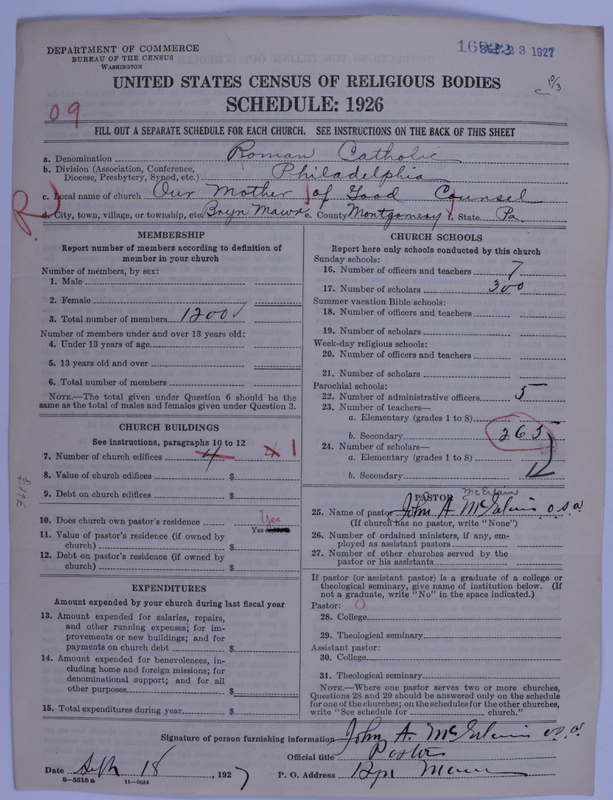 DEPARTMENT OF COMMERCE
BUREAU OF THE CENSUS
WASHINGTON
23 1927
UNITED STATES CENSUS OF RELIGIOUS BODIES
SCHEDULE: 1926
09
FILL OUT A SEPARATE SCHEDULE FOR EACH CHURCH. SEE INSTRUCTIONS ON THE BACK OF THIS SHEET
a. Denomination Roman Catholic
b. Division (Association, Conference, Diocese, Presbytery, Synod, etc.) Philadelphia
c. Local name of church Our Mother of Good Counsel
d. City, town, village, or township, etc. Bryn Mawr e. County Montgomery f. State Pa.
MEMBERSHIP
Report number of members according to definition of
member in your church
Number of members, by sex:
1. Male
2. Female
3. Total number of members 1200
Number of members under and over 13 years old:
4. Under 13 years of age
5. 13 years old and over
6. Total number of members
NOTE.—The total given under Question 6 should be the
same as the total of males and females given under Question 3.
CHURCH BUILDINGS
See instructions, paragraphs 10 to 12
7. Number of church edifices 4 1
8. Value of church edifices $
9. Debt on church edifices $
10. Does church own pastor's residence Yes
Yes
11. Value of pastor's residence (if owned by
church) $
12. Debt on pastor's residence (if owned by
church) $
EXPENDITURES
Amount expended by your church during last fiscal year
13. Amount expended for salaries, repairs,
and other running expenses; for im-
provements or new buildings; and for
payments on church debt $
14. Amount expended for benevolences, in-
cluding home and foreign missions; for
denominational support; and for all
other purposes $
15. Total expenditures during year $
CHURCH SCHOOLS
Report here only schools conducted by this church
Sunday schools:
16. Number of officers and teachers 7
17. Number of scholars 300
Summer vacation Bible schools:
18. Number of officers and teachers
19. Number of scholars
Week-day religious schools:
20. Number of officers and teachers
21. Number of scholars
Parochial schools:
22. Number of administrative officers 5
23. Number of teachers—
a. Elementary (grades 1 to 8)
b. Secondary 265
24. Number of scholars—
a. Elementary (grades 1 to 8)
b. Secondary
PASTOR
25. Name of pastor John A. o.s.a.
(If church has no pastor, write "None")
26. Number of ordained ministers, if any, em-
ployed as assistant pastors
27. Number of other churches served by the
pastor or his assistants
If pastor (or assistant pastor) is a graduate of a college or
theological seminary, give name of institution below. (If
not a graduate, write "No" in the space indicated.)
Pastor: 0
28. College
29. Theological seminary
Assistant pastor:
30. College
31. Theological seminary
NOTE.—Where one pastor serves two or more churches,
Questions 28 and 29 should be answered only on the schedule
for one of the churches; on the schedules for the other churches,
write "See schedule for church."
Signature of person furnishing information John A. o.s.a.
Official title Pastor
Date Sept 18, 1927 P. O. Address Bryn Mawr
8—5518 a 11—9034